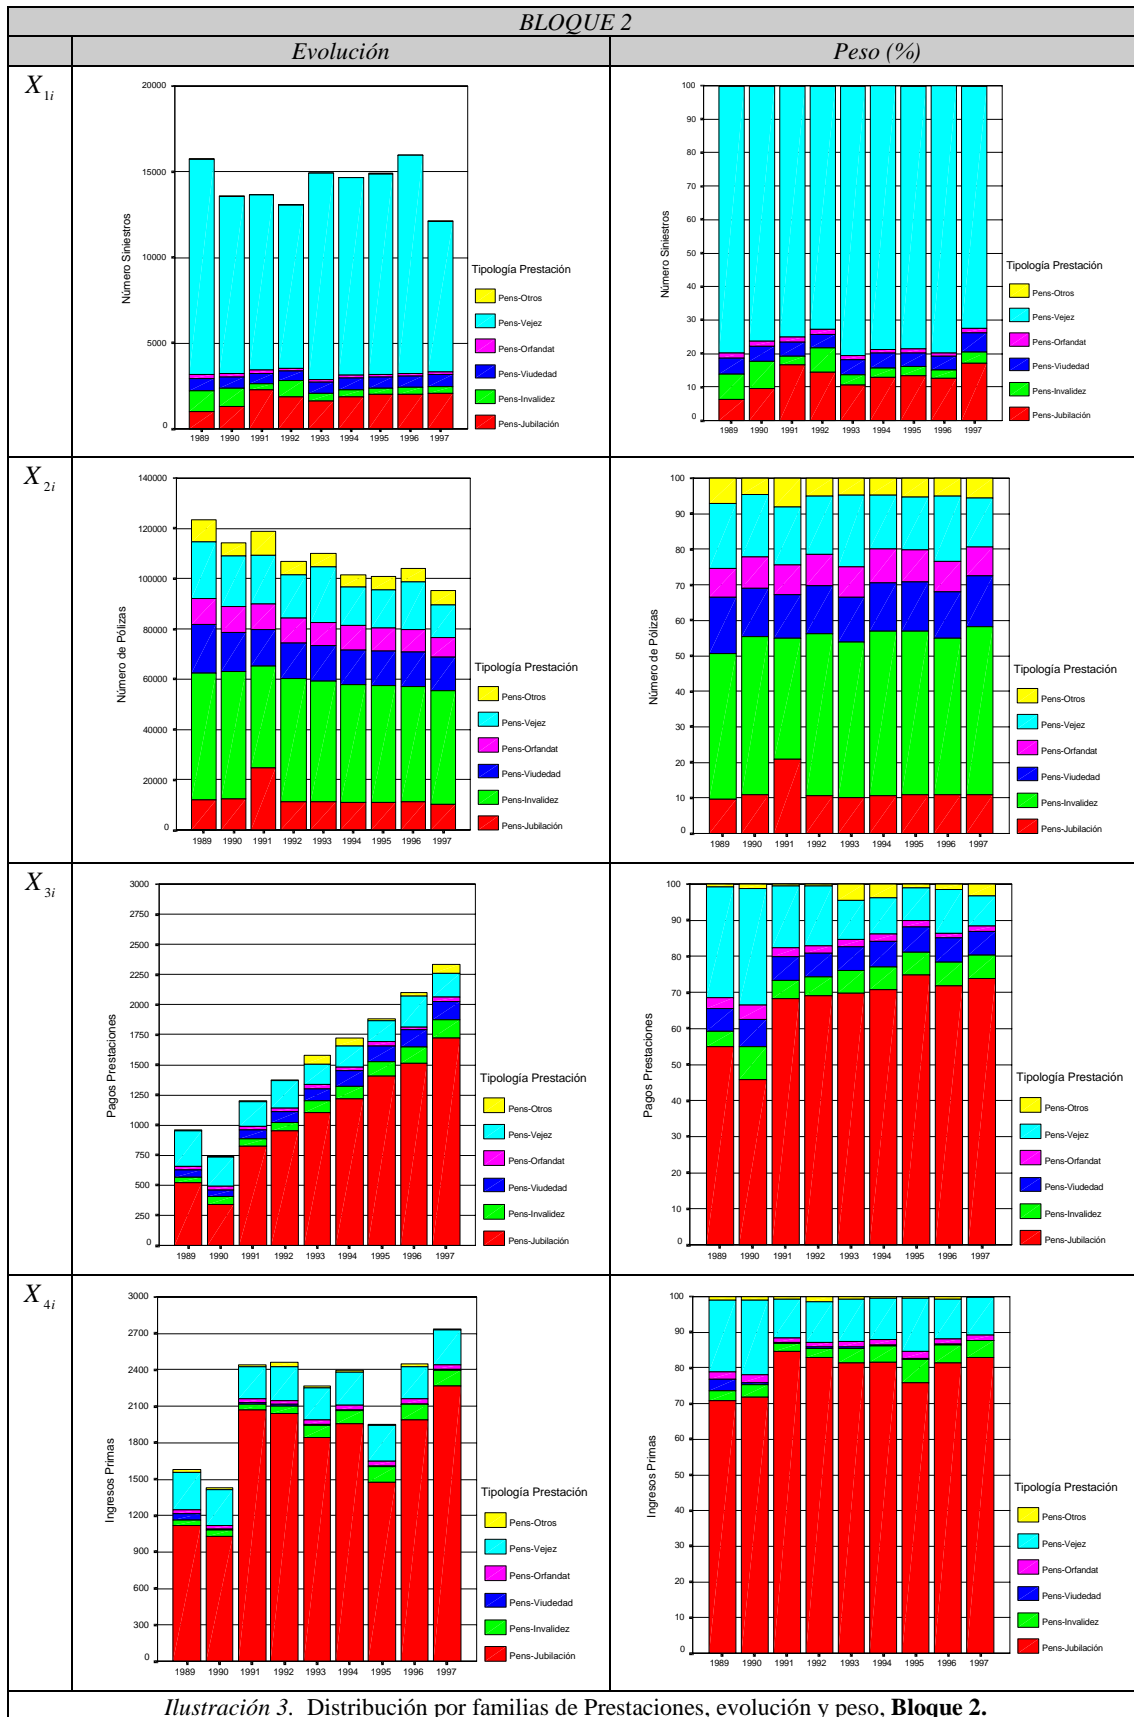 BLOQUE 2
Evolución
Peso (%)
X1i
20000
15000
10000
5000
0
Número Siniestros
1989 1990 1991 1992 1993 1994 1995 1996 1997
Tipología Prestación
Pens-Otros
Pens-Vejez
Pens-Orfandat
Pens-Viudedad
Pens-Invalidez
Pens-Jubilación
100
90
80
70
60
50
40
30
20
10
0
Número Siniestros
1989 1990 1991 1992 1993 1994 1995 1996 1997
Tipología Prestación
Pens-Otros
Pens-Vejez
Pens-Orfandat
Pens-Viudedad
Pens-Invalidez
Pens-Jubilación
X2i
140000
120000
100000
80000
60000
40000
20000
0
Número de Pólizas
1989 1990 1991 1992 1993 1994 1995 1996 1997
Tipología Prestación
Pens-Otros
Pens-Vejez
Pens-Orfandat
Pens-Viudedad
Pens-Invalidez
Pens-Jubilación
100
90
80
70
60
50
40
30
20
10
0
Número de Pólizas
1989 1990 1991 1992 1993 1994 1995 1996 1997
Tipología Prestación
Pens-Otros
Pens-Vejez
Pens-Orfandat
Pens-Viudedad
Pens-Invalidez
Pens-Jubilación
X3i
3000
2750
2500
2250
2000
1750
1500
1250
1000
750
500
250
0
Pagos Prestaciones
1989 1990 1991 1992 1993 1994 1995 1996 1997
Tipología Prestación
Pens-Otros
Pens-Vejez
Pens-Orfandat
Pens-Viudedad
Pens-Invalidez
Pens-Jubilación
100
90
80
70
60
50
40
30
20
10
0
Pagos Prestaciones
1989 1990 1991 1992 1993 1994 1995 1996 1997
Tipología Prestación
Pens-Otros
Pens-Vejez
Pens-Orfandat
Pens-Viudedad
Pens-Invalidez
Pens-Jubilación
X4i
3000
2700
2400
2100
1800
1500
1200
900
600
300
0
Ingresos Primas
1989 1990 1991 1992 1993 1994 1995 1996 1997
Tipología Prestación
Pens-Otros
Pens-Vejez
Pens-Orfandat
Pens-Viudedad
Pens-Invalidez
Pens-Jubilación
100
90
80
70
60
50
40
30
20
10
0
Ingresos Primas
1989 1990 1991 1992 1993 1994 1995 1996 1997
Tipología Prestación
Pens-Otros
Pens-Vejez
Pens-Orfandat
Pens-Viudedad
Pens-Invalidez
Pens-Jubilación
Ilustración 3. Distribución por familias de Prestaciones, evolución y peso, Bloque 2.